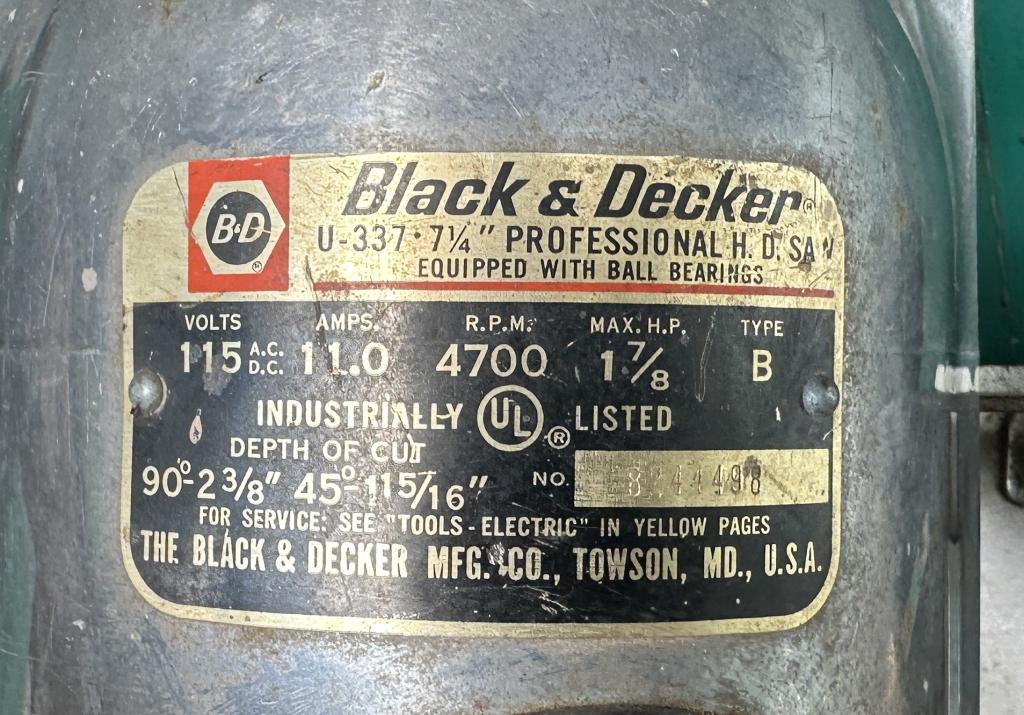 B&D
Black & Decker®
U-337 · 7¼" PROFESSIONAL H. D. SAW
EQUIPPED WITH BALL BEARINGS
VOLTS AMPS. R.P.M. MAX. H.P. TYPE
115 A.C. D.C. 11.0 4700 1 7/8 B
INDUSTRIALLY UL® LISTED
DEPTH OF CUT
90°-2 3/8" 45°-1 15/16" NO.
FOR SERVICE: SEE "TOOLS - ELECTRIC" IN YELLOW PAGES
THE BLACK & DECKER MFG. CO., TOWSON, MD., U.S.A.